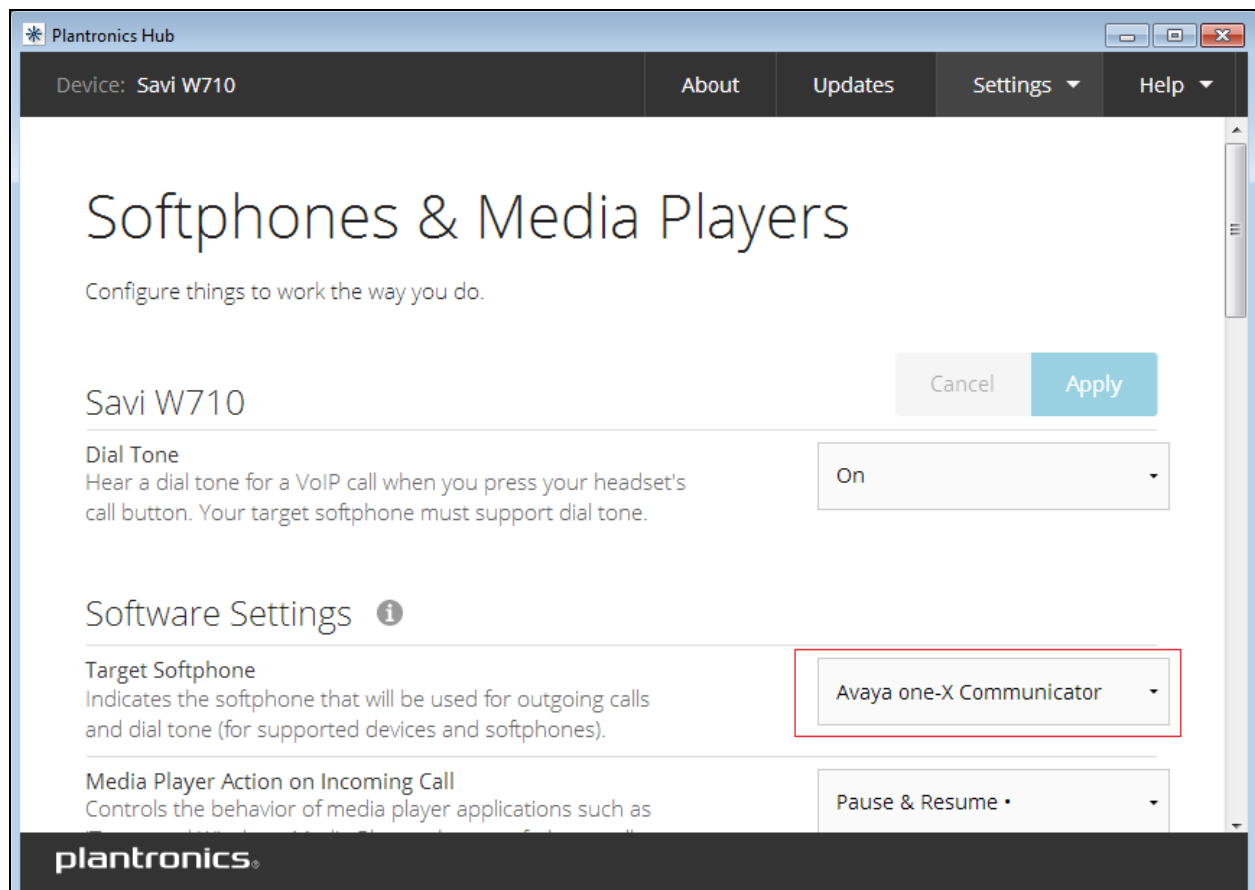 Plantronics Hub
Device: Savi W710
About
Updates
Settings
Help
Softphones & Media Players
Configure things to work the way you do.
Cancel
Apply
Savi W710
Dial Tone
Hear a dial tone for a VoIP call when you press your headset's
call button. Your target softphone must support dial tone.
On
Software Settings
Target Softphone
Indicates the softphone that will be used for outgoing calls
and dial tone (for supported devices and softphones).
Avaya one-X Communicator
Media Player Action on Incoming Call
Controls the behavior of media player applications such as
Pause & Resume •
plantronics®